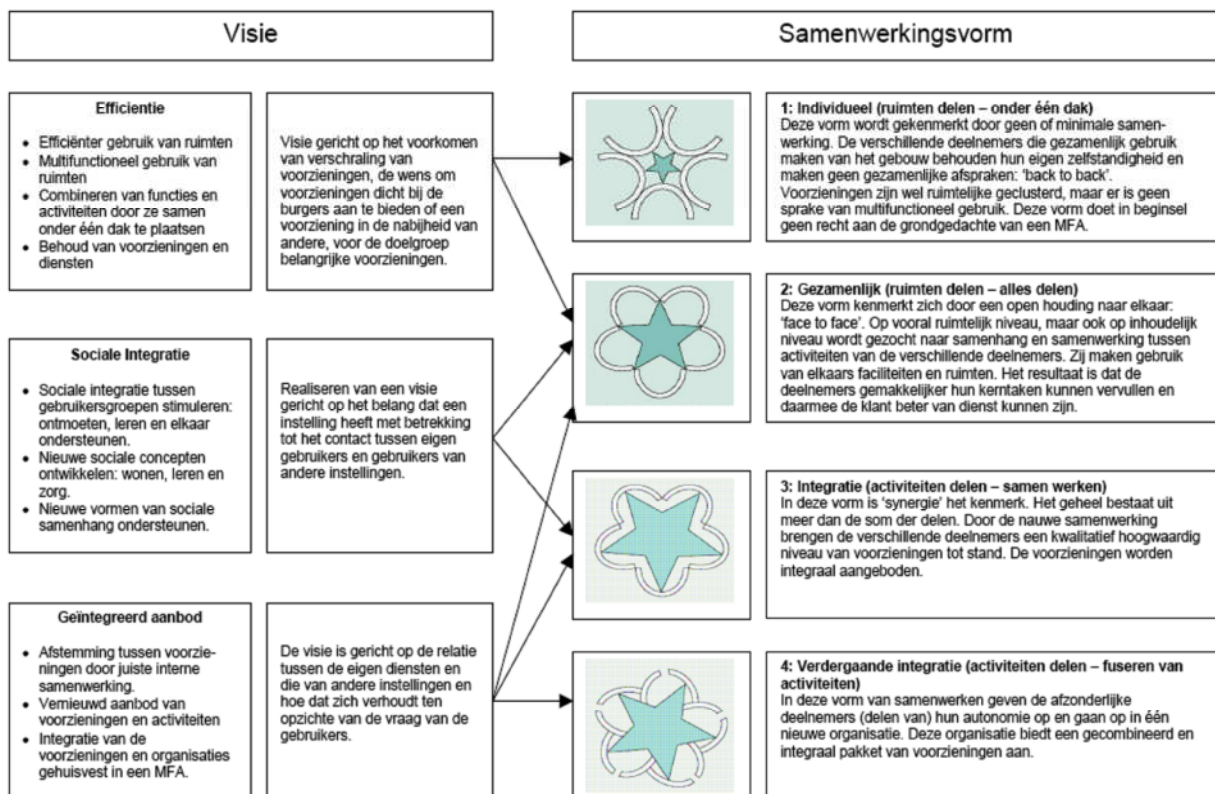 Visie
Samenwerkingsvorm
Efficientie
• Efficiënter gebruik van ruimten
• Multifunctioneel gebruik van
ruimten
• Combineren van functies en
activiteiten door ze samen
onder één dak te plaatsen
• Behoud van voorzieningen en
diensten
Visie gericht op het voorkomen
van verschraling van
voorzieningen, de wens om
voorzieningen dicht bij de
burgers aan te bieden of een
voorziening in de nabijheid van
andere, voor de doelgroep
belangrijke voorzieningen.
1: Individueel (ruimten delen – onder één dak)
Deze vorm wordt gekenmerkt door geen of minimale samen-
werking. De verschillende deelnemers die gezamenlijk gebruik
maken van het gebouw behouden hun eigen zelfstandigheid en
maken geen gezamenlijke afspraken: ‘back to back’.
Voorzieningen zijn wel ruimtelijke geclusterd, maar er is geen
sprake van multifunctioneel gebruik. Deze vorm doet in beginsel
geen recht aan de grondgedachte van een MFA.
2: Gezamenlijk (ruimten delen – alles delen)
Deze vorm kenmerkt zich door een open houding naar elkaar:
‘face to face’. Op vooral ruimtelijk niveau, maar ook op inhoudelijk
niveau wordt gezocht naar samenhang en samenwerking tussen
activiteiten van de verschillende deelnemers. Zij maken gebruik
van elkaars faciliteiten en ruimten. Het resultaat is dat de
deelnemers gemakkelijker hun kerntaken kunnen vervullen en
daarmee de klant beter van dienst kunnen zijn.
Sociale Integratie
• Sociale integratie tussen
gebruikersgroepen stimuleren:
ontmoeten, leren en elkaar
ondersteunen.
• Nieuwe sociale concepten
ontwikkelen: wonen, leren en
zorg.
• Nieuwe vormen van sociale
samenhang ondersteunen.
Realiseren van een visie
gericht op het belang dat een
instelling heeft met betrekking
tot het contact tussen eigen
gebruikers en gebruikers van
andere instellingen.
3: Integratie (activiteiten delen – samen werken)
In deze vorm is ‘synergie’ het kenmerk. Het geheel bestaat uit
meer dan de som der delen. Door de nauwe samenwerking
brengen de verschillende deelnemers een kwalitatief hoogwaardig
niveau van voorzieningen tot stand. De voorzieningen worden
integraal aangeboden.
Geïntegreerd aanbod
• Afstemming tussen voorzie-
ningen door juiste interne
samenwerking.
• Vernieuwd aanbod van
voorzieningen en activiteiten
• Integratie van de
voorzieningen en organisaties
gehuisvest in een MFA.
De visie is gericht op de relatie
tussen de eigen diensten en
die van andere instellingen en
hoe dat zich verhoudt ten
opzichte van de vraag van de
gebruikers.
4: Verdergaande integratie (activiteiten delen – fuseren van
activiteiten)
In deze vorm van samenwerken geven de afzonderlijke
deelnemers (delen van) hun autonomie op en gaan op in één
nieuwe organisatie. Deze organisatie biedt een gecombineerd en
integraal pakket van voorzieningen aan.